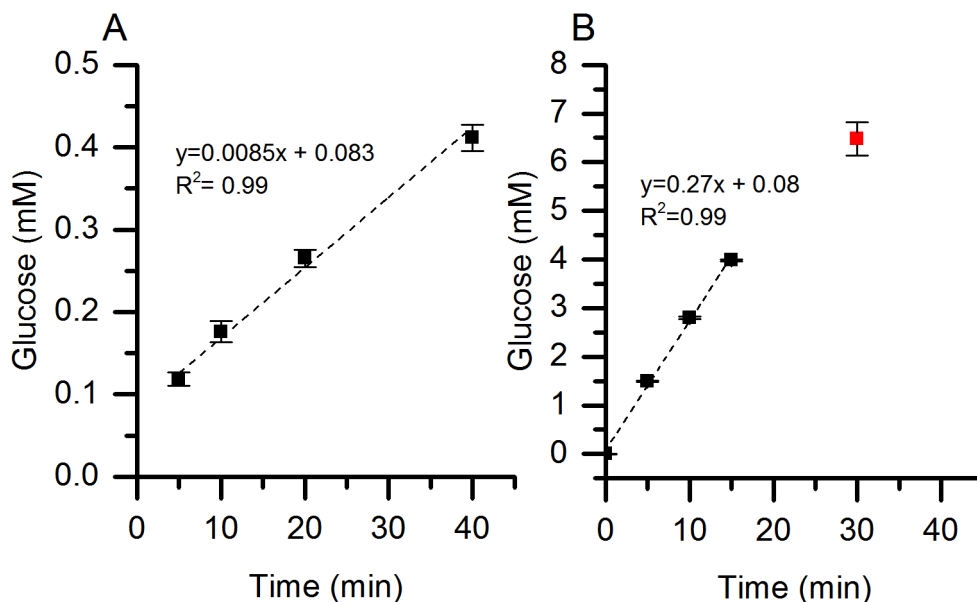 A
0.5
0.4
0.3
0.2
0.1
0.0
Glucose (mM)
y=0.0085x + 0.083
R²= 0.99
0 10 20 30 40
Time (min)
B
8
7
6
5
4
3
2
1
0
Glucose (mM)
y=0.27x + 0.08
R²=0.99
0 10 20 30 40
Time (min)